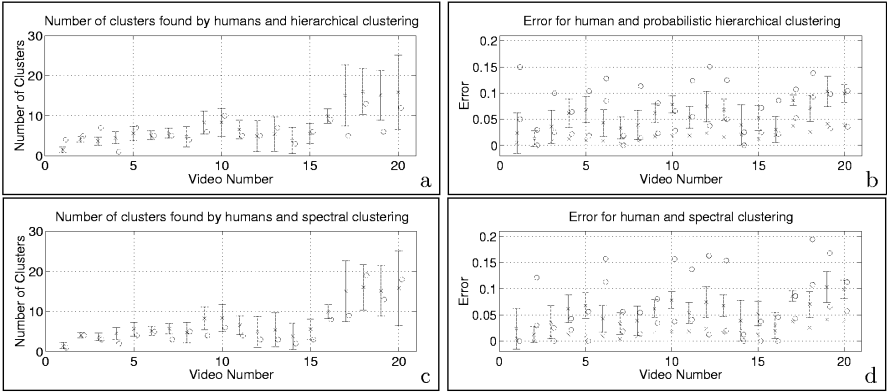 Number of clusters found by humans and hierarchical clustering
30
20
10
0
Number of Clusters
0 5 10 15 20
Video Number
a
Error for human and probabilistic hierarchical clustering
0.2
0.15
0.1
0.05
0
Error
0 5 10 15 20
Video Number
b
Number of clusters found by humans and spectral clustering
30
20
10
0
Number of Clusters
0 5 10 15 20
Video Number
c
Error for human and spectral clustering
0.2
0.15
0.1
0.05
0
Error
0 5 10 15 20
Video Number
d